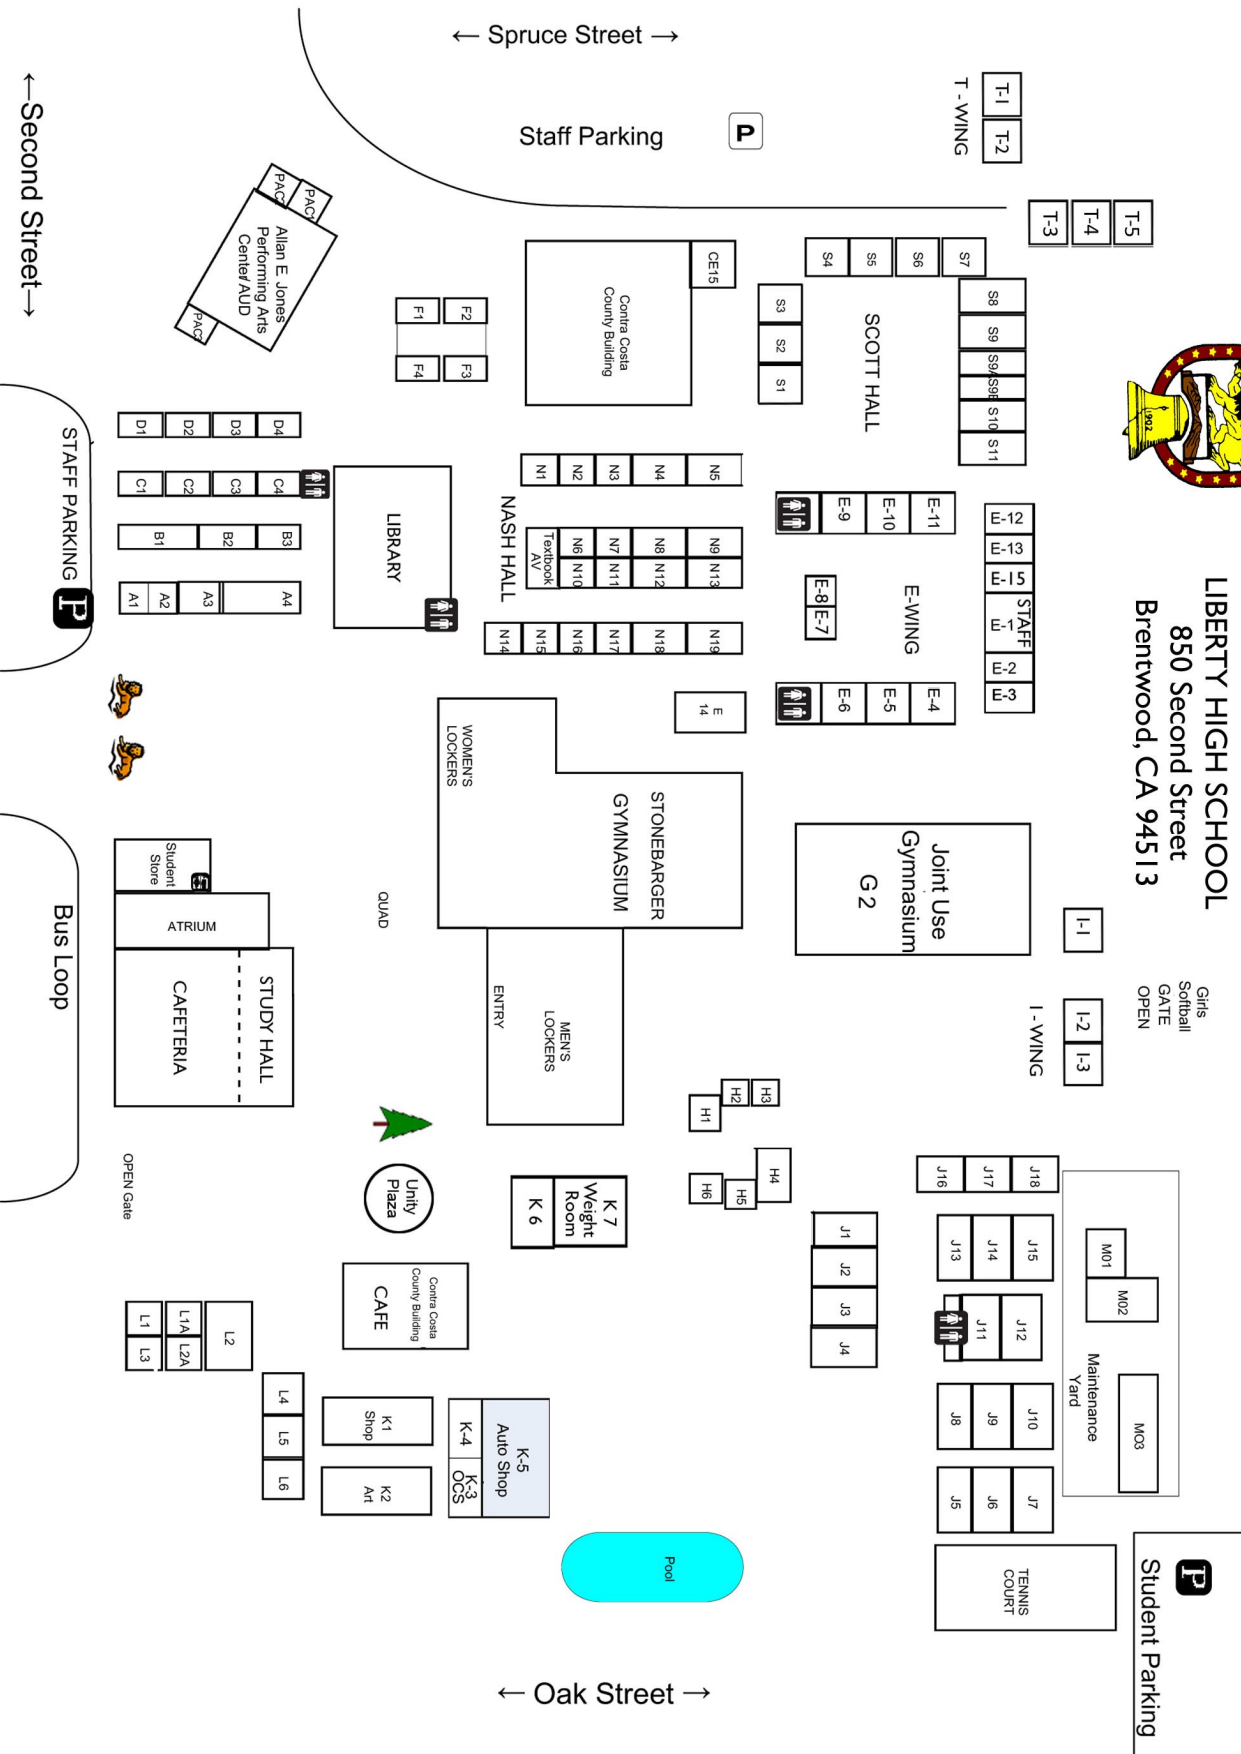 ← Spruce Street →
Staff Parking
P
T - WING
T-1
T-2
T-3
T-4
T-5
←Second Street→
PAC2
PAC1
Allan E. Jones
Performing Arts
Center/AUD
PAC3
F1
F2
F4
F3
Contra Costa
County Building
CE15
S4
S5
S6
S7
S3
S2
S1
SCOTT HALL
S8
S9
S9A
S9B
S10
S11
1902
LIBERTY HIGH SCHOOL
850 Second Street
Brentwood, CA 94513
STAFF PARKING
P
D1
D2
D3
D4
C1
C2
C3
C4
B1
B2
B3
A1
A2
A3
A4
LIBRARY
NASH HALL
N1
N2
N3
N4
N5
Textbook
AV
N6
N7
N8
N9
N10
N11
N12
N13
N14
N15
N16
N17
N18
N19
E-9
E-10
E-11
E-8
E-7
E-WING
E-6
E-5
E-4
E-12
E-13
E-15
STAFF
E-1
E-2
E-3
E
14
WOMEN'S
LOCKERS
STONEBARGER
GYMNASIUM
Joint Use
Gymnasium
G 2
I-1
I-2
I-3
I - WING
Girls
Softball
GATE
OPEN
Bus Loop
Student
Store
ATRIUM
CAFETERIA
STUDY HALL
QUAD
ENTRY
MEN'S
LOCKERS
OPEN Gate
Unity
Plaza
K 7
Weight
Room
K 6
H1
H2
H3
H4
H5
H6
J16
J17
J18
J13
J14
J15
J11
J12
J8
J9
J10
J5
J6
J7
J1
J2
J3
J4
M01
M02
MO3
Maintenance
Yard
Contra Costa
County Building
CAFE
L1
L1A
L2
L3
L2A
L4
L5
L6
K1
Shop
K2
Art
K-4
K-3
OCS
K-5
Auto Shop
Pool
TENNIS
COURT
P
Student Parking
← Oak Street →